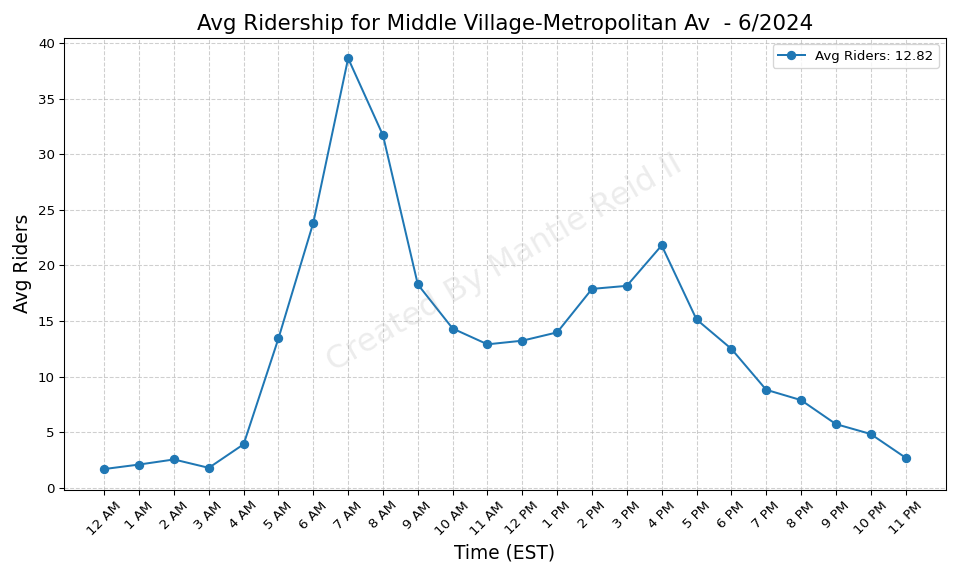 Avg Ridership for Middle Village-Metropolitan Av - 6/2024
Avg Riders: 12.82
Avg Riders
40
35
30
25
20
15
10
5
0
Created By Mantie Reid II
12 AM
1 AM
2 AM
3 AM
4 AM
5 AM
6 AM
7 AM
8 AM
9 AM
10 AM
11 AM
12 PM
1 PM
2 PM
3 PM
4 PM
5 PM
6 PM
7 PM
8 PM
9 PM
10 PM
11 PM
Time (EST)